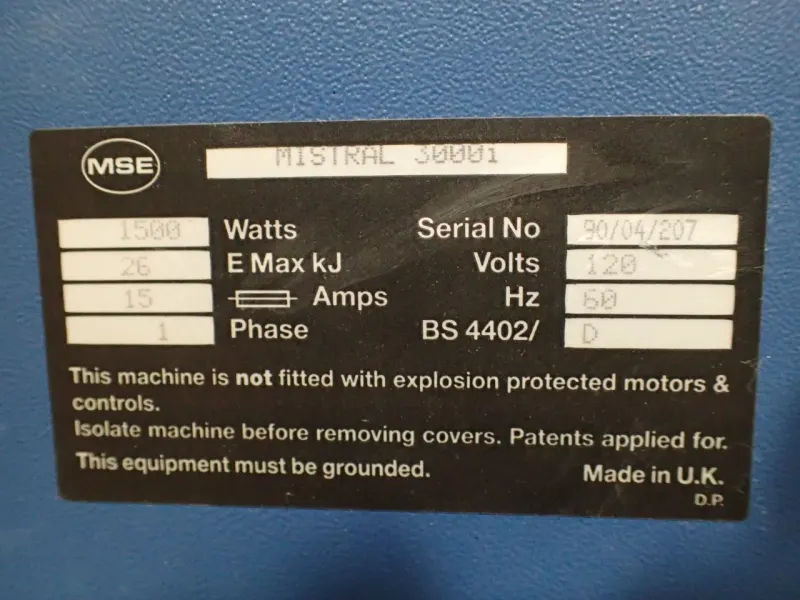 MSE MISTRAL 3000i
1500 Watts Serial No 90/04/207
26 E Max kJ Volts 120
15 Amps Hz 60
1 Phase BS 4402/ D
This machine is not fitted with explosion protected motors &
controls.
Isolate machine before removing covers. Patents applied for.
This equipment must be grounded. Made in U.K.
D.P.